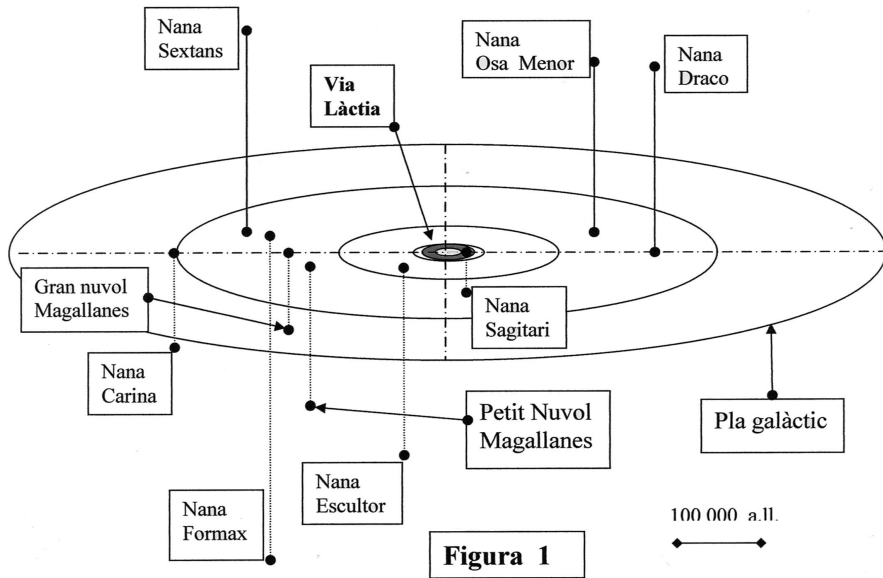 Nana
Sextans
Nana
Osa Menor
Nana
Draco
Via
Làctia
Gran nuvol
Magallanes
Nana
Sagitari
Nana
Carina
Petit Nuvol
Magallanes
Pla galàctic
Nana
Escultor
Nana
Formax
100 000 a.ll.
Figura 1